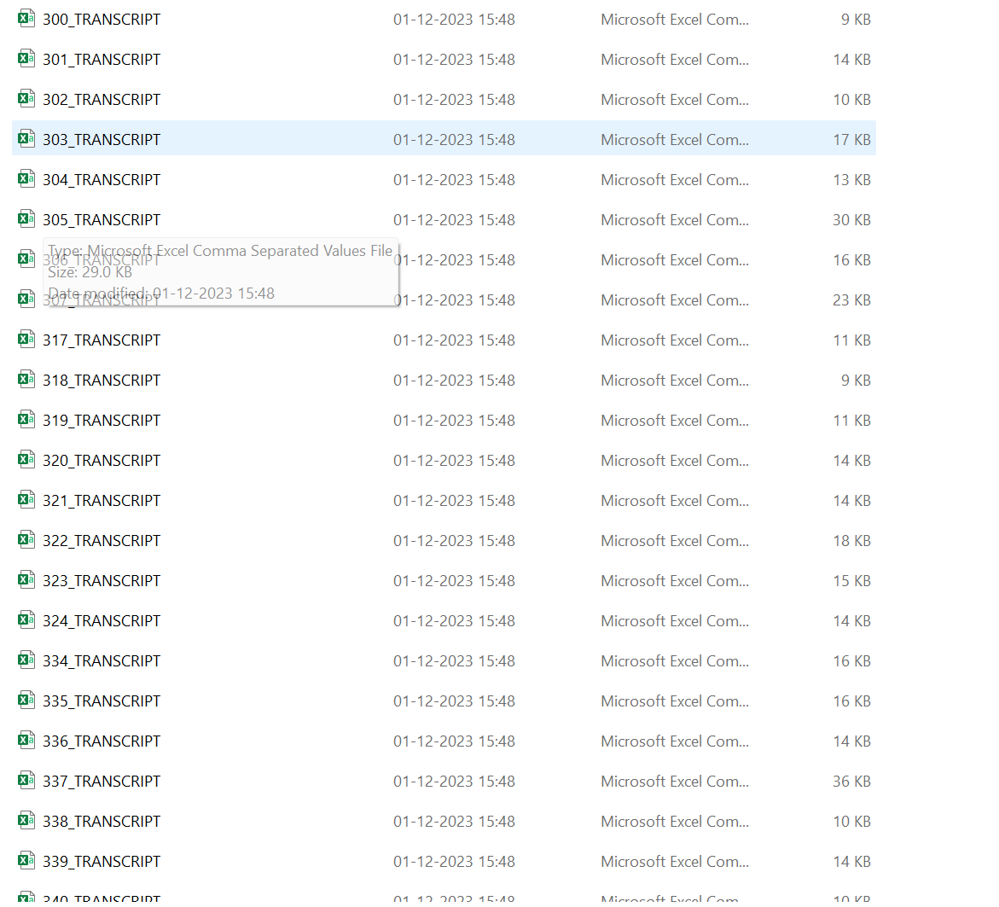 300_TRANSCRIPT 01-12-2023 15:48 Microsoft Excel Com... 9 KB
301_TRANSCRIPT 01-12-2023 15:48 Microsoft Excel Com... 14 KB
302_TRANSCRIPT 01-12-2023 15:48 Microsoft Excel Com... 10 KB
303_TRANSCRIPT 01-12-2023 15:48 Microsoft Excel Com... 17 KB
304_TRANSCRIPT 01-12-2023 15:48 Microsoft Excel Com... 13 KB
305_TRANSCRIPT 01-12-2023 15:48 Microsoft Excel Com... 30 KB
Type: Microsoft Excel Comma Separated Values File
306_TRANSCRIPT 01-12-2023 15:48 Microsoft Excel Com... 16 KB
Size: 29.0 KB
Date modified: 01-12-2023 15:48
307_TRANSCRIPT 01-12-2023 15:48 Microsoft Excel Com... 23 KB
317_TRANSCRIPT 01-12-2023 15:48 Microsoft Excel Com... 11 KB
318_TRANSCRIPT 01-12-2023 15:48 Microsoft Excel Com... 9 KB
319_TRANSCRIPT 01-12-2023 15:48 Microsoft Excel Com... 11 KB
320_TRANSCRIPT 01-12-2023 15:48 Microsoft Excel Com... 14 KB
321_TRANSCRIPT 01-12-2023 15:48 Microsoft Excel Com... 14 KB
322_TRANSCRIPT 01-12-2023 15:48 Microsoft Excel Com... 18 KB
323_TRANSCRIPT 01-12-2023 15:48 Microsoft Excel Com... 15 KB
324_TRANSCRIPT 01-12-2023 15:48 Microsoft Excel Com... 14 KB
334_TRANSCRIPT 01-12-2023 15:48 Microsoft Excel Com... 16 KB
335_TRANSCRIPT 01-12-2023 15:48 Microsoft Excel Com... 16 KB
336_TRANSCRIPT 01-12-2023 15:48 Microsoft Excel Com... 14 KB
337_TRANSCRIPT 01-12-2023 15:48 Microsoft Excel Com... 36 KB
338_TRANSCRIPT 01-12-2023 15:48 Microsoft Excel Com... 10 KB
339_TRANSCRIPT 01-12-2023 15:48 Microsoft Excel Com... 14 KB
340_TRANSCRIPT 01-12-2023 15:48 Microsoft Excel Com... 10 KB